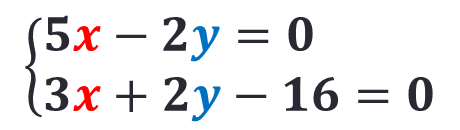 5x − 2y = 0
3x + 2y − 16 = 0